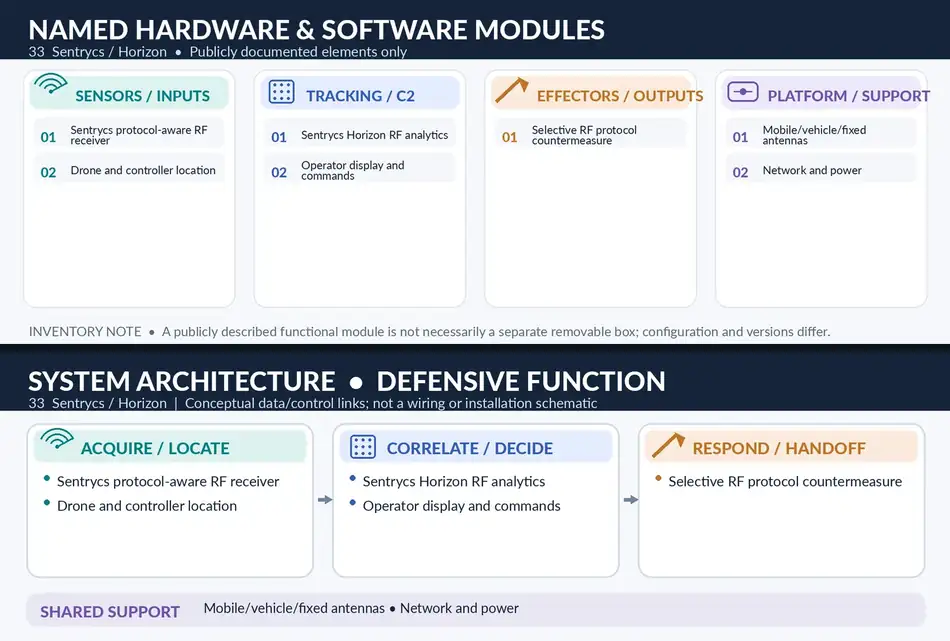 NAMED HARDWARE & SOFTWARE MODULES
33 Sentrycs / Horizon • Publicly documented elements only
SENSORS / INPUTS
01 Sentrycs protocol-aware RF
receiver
02 Drone and controller location
TRACKING / C2
01 Sentrycs Horizon RF analytics
02 Operator display and
commands
EFFECTORS / OUTPUTS
01 Selective RF protocol
countermeasure
PLATFORM / SUPPORT
01 Mobile/vehicle/fixed
antennas
02 Network and power
INVENTORY NOTE • A publicly described functional module is not necessarily a separate removable box; configuration and versions differ.
SYSTEM ARCHITECTURE • DEFENSIVE FUNCTION
33 Sentrycs / Horizon | Conceptual data/control links; not a wiring or installation schematic
ACQUIRE / LOCATE
• Sentrycs protocol-aware RF receiver
• Drone and controller location
CORRELATE / DECIDE
• Sentrycs Horizon RF analytics
• Operator display and commands
RESPOND / HANDOFF
• Selective RF protocol countermeasure
SHARED SUPPORT Mobile/vehicle/fixed antennas • Network and power